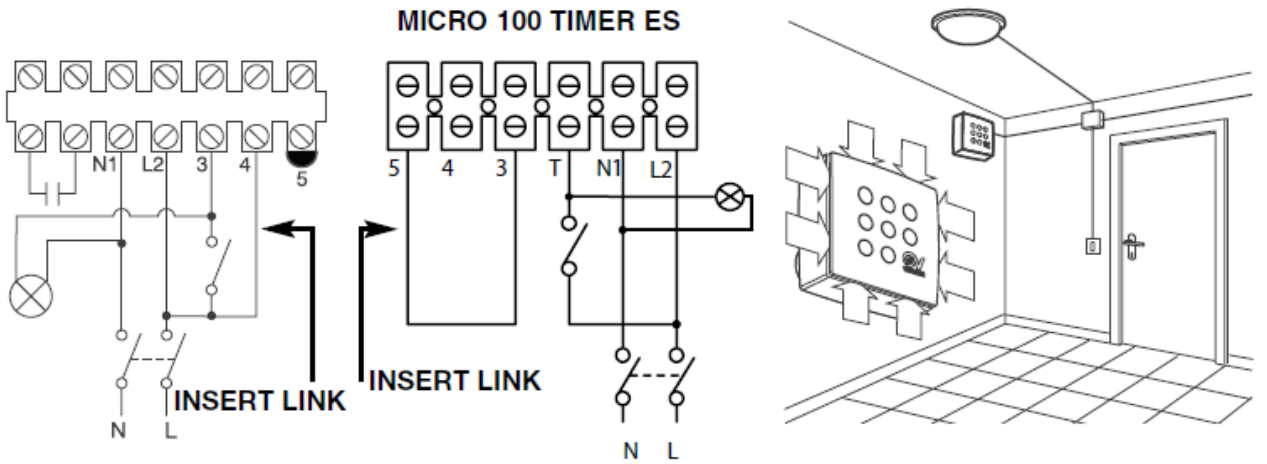 MICRO 100 TIMER ES
N1 L2 3 4 5
5 4 3 T N1 L2
INSERT LINK
INSERT LINK
N L
N L